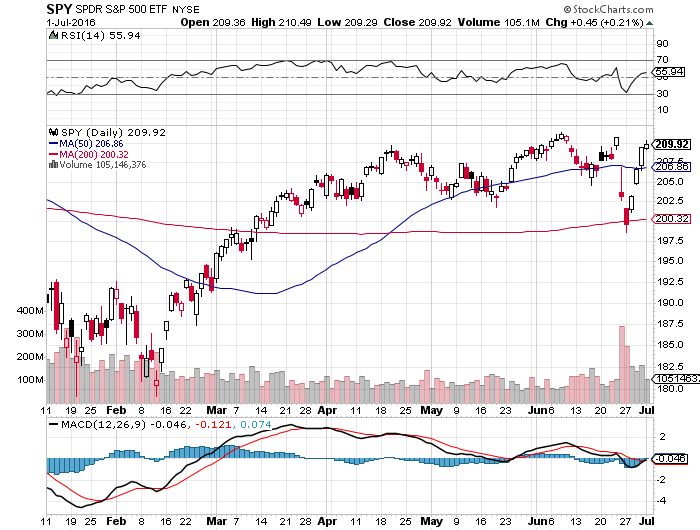 SPY SPDR S&P 500 ETF NYSE © StockCharts.com
1-Jul-2016 Open 209.36 High 210.49 Low 209.29 Close 209.92 Volume 105.1M Chg +0.45 (+0.21%)
RSI(14) 55.94
90
70
55.94
50
30
10
SPY (Daily) 209.92
MA(50) 206.86
MA(200) 200.32
Volume 105,146,376
209.92
207.5
206.86
205.0
202.5
200.32
197.5
195.0
192.5
400M 190.0
300M 187.5
200M 185.0
182.5
100M 10514637
180.0
11 19 25 Feb 8 16 22 Mar 7 14 21 28 Apr 11 18 25 May 9 16 23 Jun 6 13 20 27 Jul
MACD(12,26,9) -0.046, -0.121, 0.074
2
-0.046
-2
-4
11 19 25 Feb 8 16 22 Mar 7 14 21 28 Apr 11 18 25 May 9 16 23 Jun 6 13 20 27 Jul